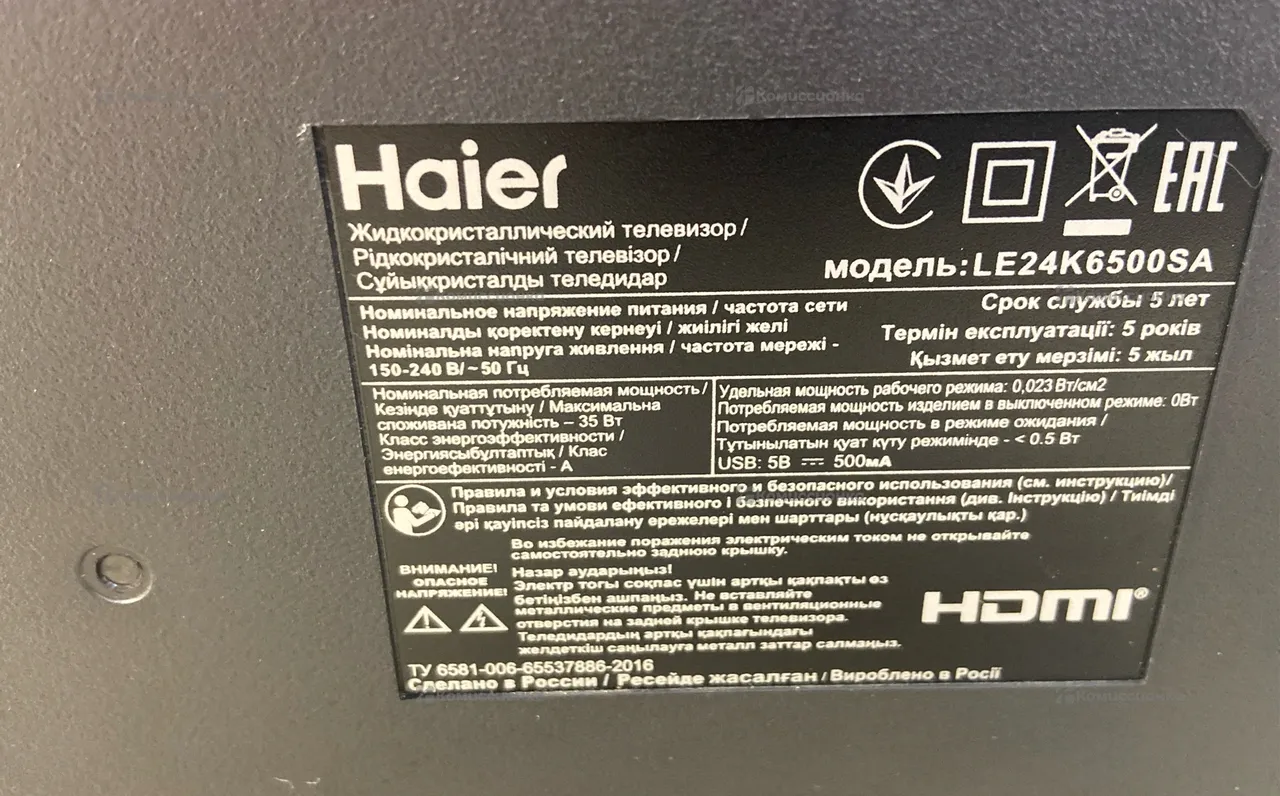 Haier
EAC
Жидкокристаллический телевизор /
Рідкокристалічний телевізор /
Сұйықкристалды теледидар
модель: LE24K6500SA
Номинальное напряжение питания / частота сети
Номиналды қоректену кернеуі / жиілігі желі
Номінальна напруга живлення / частота мережі -
150-240 В/ ~ 50 Гц
Срок службы 5 лет
Термін експлуатації: 5 років
Қызмет ету мерзімі: 5 жыл
Номинальная потребляемая мощность /
Кезінде қуаттүтыну / Максимальна
споживана потужність – 35 Вт
Класс энергоэффективности /
Энергиясыбұлтаптық / Клас
енергоефективності - А
Удельная мощность рабочего режима: 0,023 Вт/см2
Потребляемая мощность изделием в выключенном режиме: 0Вт
Потребляемая мощность в режиме ожидания /
Тұтынылатын қуат күту режимінде - < 0.5 Вт
USB: 5В ⎓ 500мА
Правила и условия эффективного и безопасного использования (см. инструкцию)/
Правила та умови ефективного і безпечного використання (див. Інструкцію) / Тиімді
әрі қауіпсіз пайдалану ережелері мен шарттары (нұсқаулықты қар.)
ВНИМАНИЕ!
ОПАСНОЕ
НАПРЯЖЕНИЕ!
Во избежание поражения электрическим током не открывайте
самостоятельно заднюю крышку.
Назар аударыңыз!
Электр тогы соқпас үшін артқы қақпақты өз
бетіңізбен ашпаңыз. Не вставляйте
металлические предметы в вентиляционные
отверстия на задней крышке телевизора.
Теледидардың артқы қақпағындағы
желдеткіш саңылауға металл заттар салмаңыз.
HDMI®
ТУ 6581-006-65537886-2016
Сделано в России / Ресейде жасалған / Вироблено в Росії
Комиссионка
Комиссионка
Комиссионка
Комиссионка